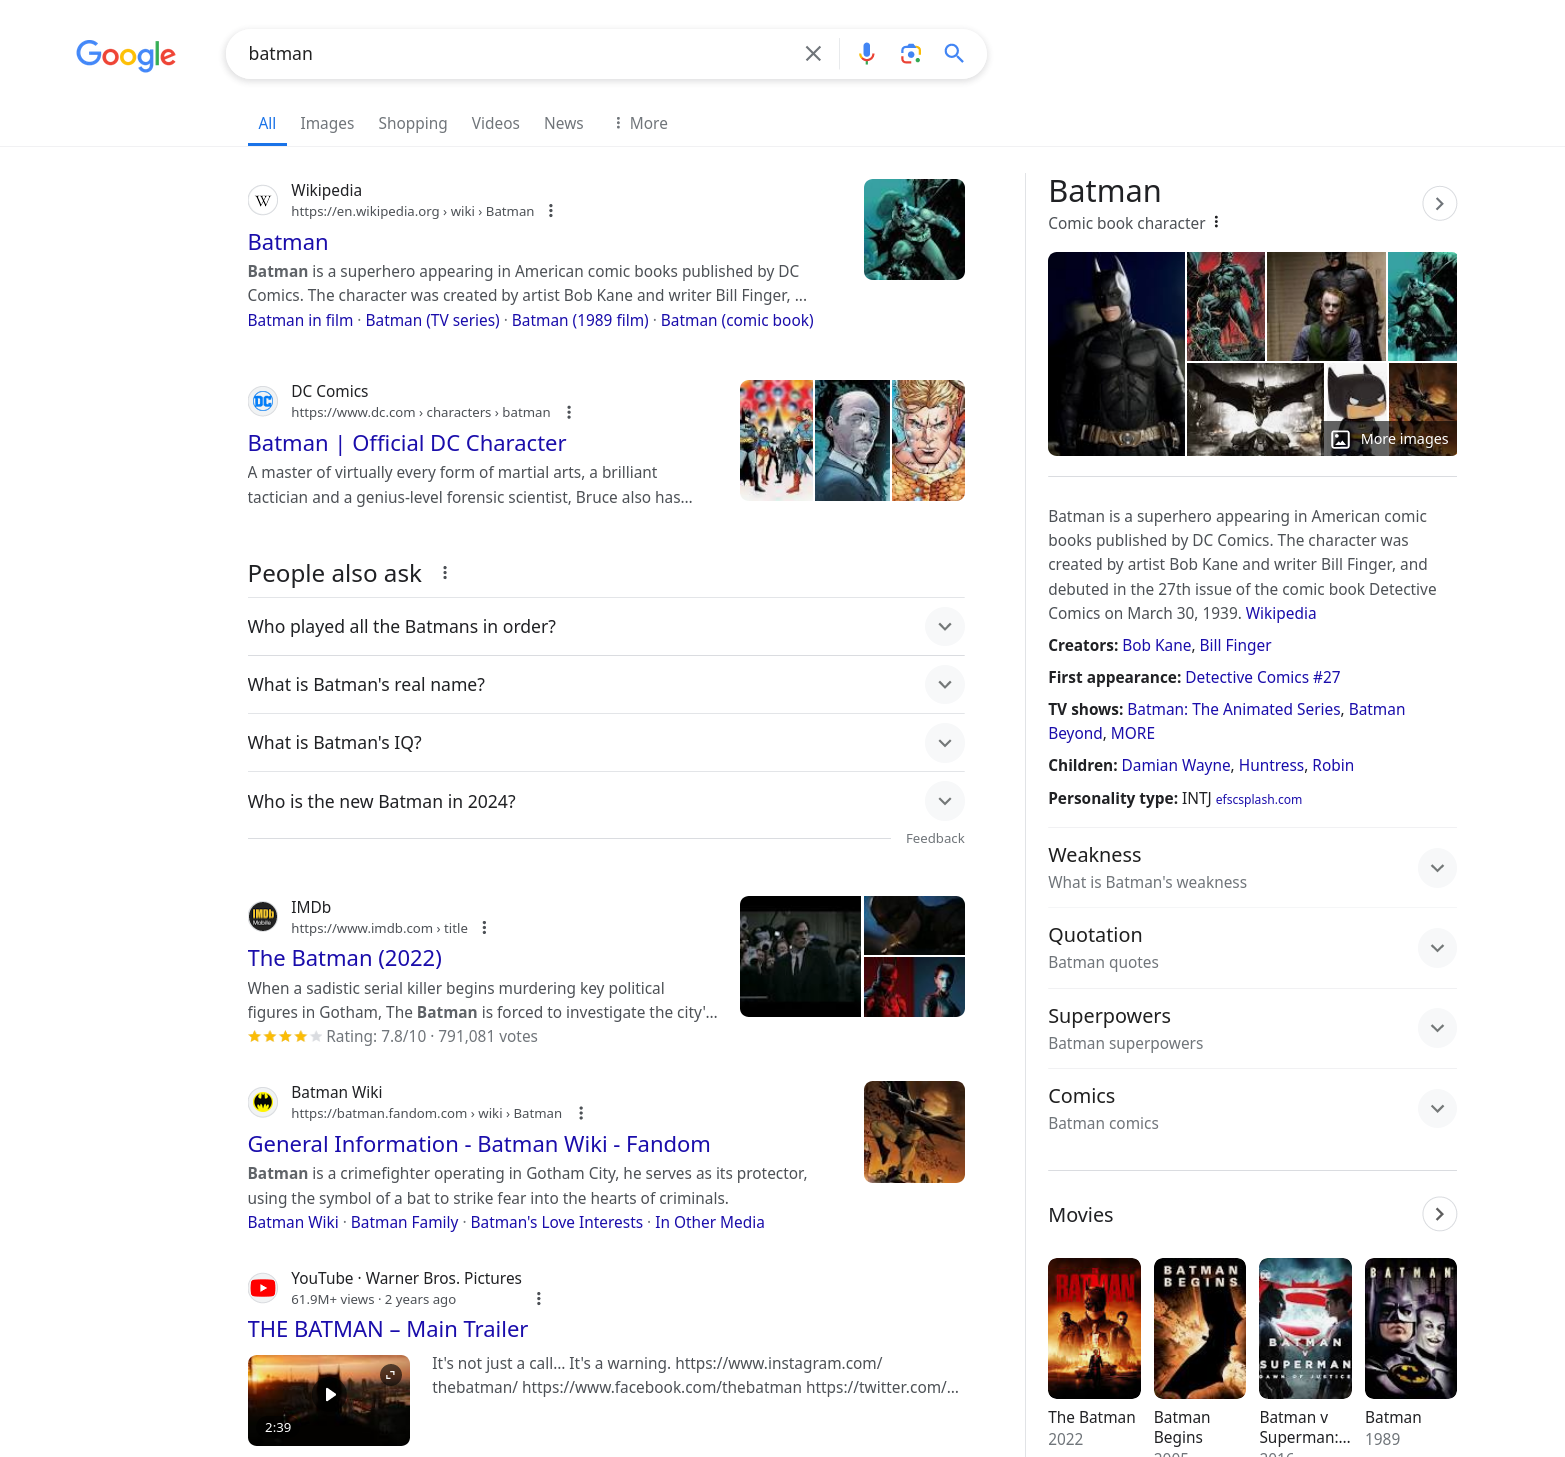 Google
batman
All
Images
Shopping
Videos
News
More
W
Wikipedia
https://en.wikipedia.org › wiki › Batman
Batman
Batman is a superhero appearing in American comic books published by DC
Comics. The character was created by artist Bob Kane and writer Bill Finger, ...
Batman in film · Batman (TV series) · Batman (1989 film) · Batman (comic book)
DC
DC Comics
https://www.dc.com › characters › batman
Batman | Official DC Character
A master of virtually every form of martial arts, a brilliant
tactician and a genius-level forensic scientist, Bruce also has...
People also ask
Who played all the Batmans in order?
What is Batman's real name?
What is Batman's IQ?
Who is the new Batman in 2024?
Feedback
IMDb
Mobile
IMDb
https://www.imdb.com › title
The Batman (2022)
When a sadistic serial killer begins murdering key political
figures in Gotham, The Batman is forced to investigate the city'...
Rating: 7.8/10 · 791,081 votes
Batman Wiki
https://batman.fandom.com › wiki › Batman
General Information - Batman Wiki - Fandom
Batman is a crimefighter operating in Gotham City, he serves as its protector,
using the symbol of a bat to strike fear into the hearts of criminals.
Batman Wiki · Batman Family · Batman's Love Interests · In Other Media
YouTube · Warner Bros. Pictures
61.9M+ views · 2 years ago
THE BATMAN – Main Trailer
2:39
It's not just a call... It's a warning. https://www.instagram.com/
thebatman/ https://www.facebook.com/thebatman https://twitter.com/...
Batman
Comic book character
More images
Batman is a superhero appearing in American comic
books published by DC Comics. The character was
created by artist Bob Kane and writer Bill Finger, and
debuted in the 27th issue of the comic book Detective
Comics on March 30, 1939. Wikipedia
Creators: Bob Kane, Bill Finger
First appearance: Detective Comics #27
TV shows: Batman: The Animated Series, Batman
Beyond, MORE
Children: Damian Wayne, Huntress, Robin
Personality type: INTJ efscsplash.com
Weakness
What is Batman's weakness
Quotation
Batman quotes
Superpowers
Batman superpowers
Comics
Batman comics
Movies
THE
BATMAN
The Batman
2022
BATMAN
BEGINS
Batman
Begins
2005
DC
BATMAN
V
SUPERMAN
DAWN OF JUSTICE
Batman v
Superman:...
2016
BATMAN
Batman
1989